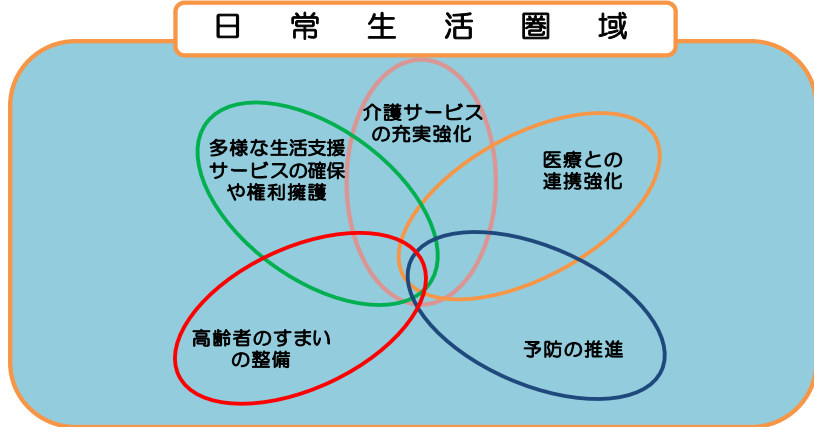 日常生活圏域
介護サービス
の充実強化
多様な生活支援
サービスの確保
や権利擁護
医療との
連携強化
高齢者のすまい
の整備
予防の推進